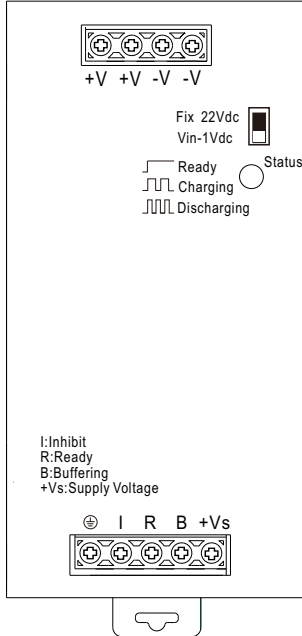 +V +V -V -V
Fix 22Vdc
Vin-1Vdc
Status
Ready
Charging
Discharging
I:Inhibit
R:Ready
B:Buffering
+Vs:Supply Voltage
I R B +Vs